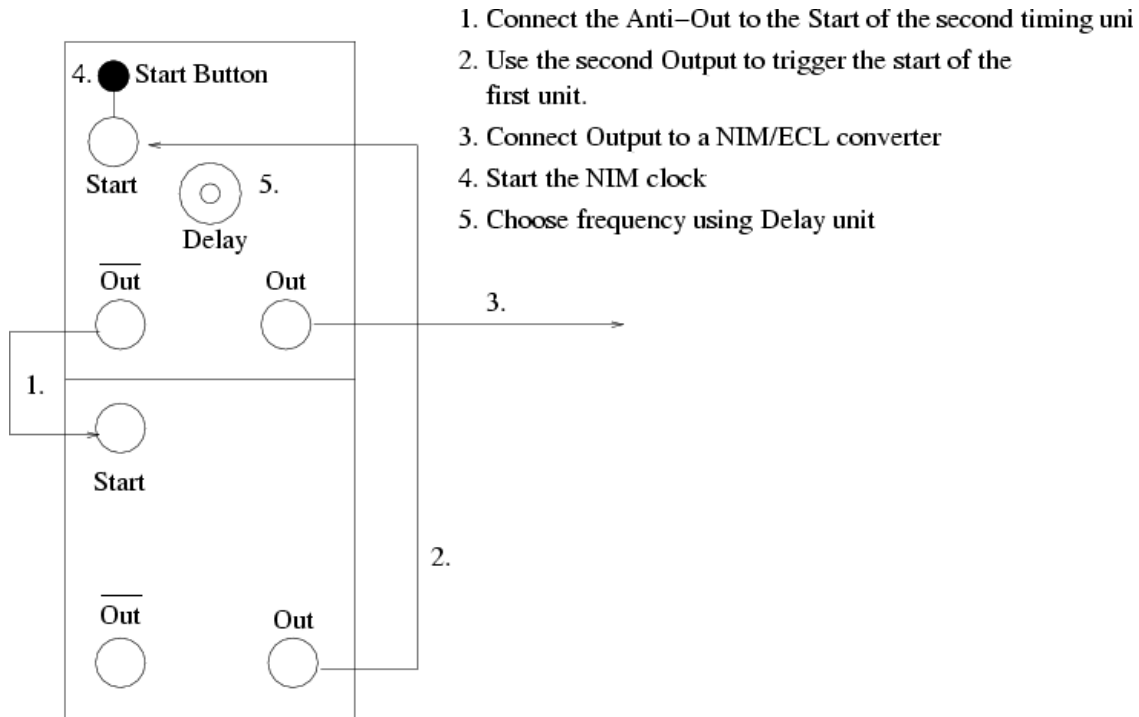 1. Connect the Anti−Out to the Start of the second timing uni
2. Use the second Output to trigger the start of the
first unit.
3. Connect Output to a NIM/ECL converter
4. Start the NIM clock
5. Choose frequency using Delay unit
4. Start Button
Start
5.
Delay
Out
Out
3.
1.
Start
2.
Out
Out